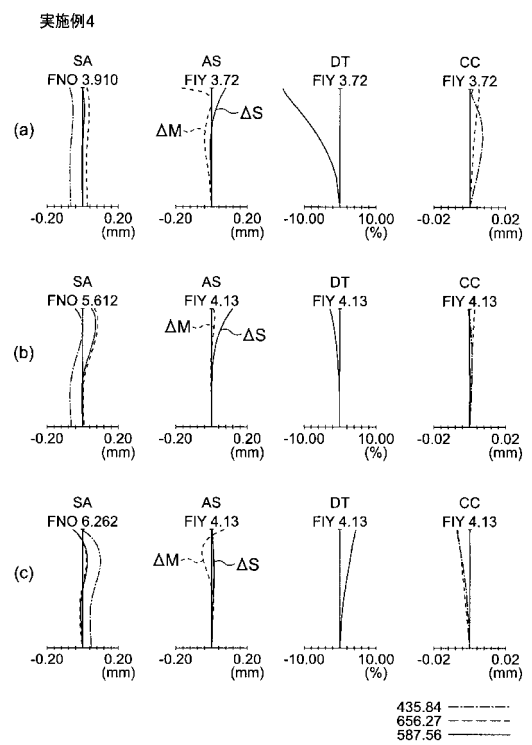 実施例4
SA AS DT CC
FNO 3.910 FIY 3.72 FIY 3.72 FIY 3.72
(a) ΔM ΔS
-0.20 0.20 -0.20 0.20 -10.00 10.00 -0.02 0.02
(mm) (mm) (%) (mm)
SA AS DT CC
FNO 5.612 FIY 4.13 FIY 4.13 FIY 4.13
(b) ΔM ΔS
-0.20 0.20 -0.20 0.20 -10.00 10.00 -0.02 0.02
(mm) (mm) (%) (mm)
SA AS DT CC
FNO 6.262 FIY 4.13 FIY 4.13 FIY 4.13
(c) ΔM ΔS
-0.20 0.20 -0.20 0.20 -10.00 10.00 -0.02 0.02
(mm) (mm) (%) (mm)
435.84
656.27
587.56